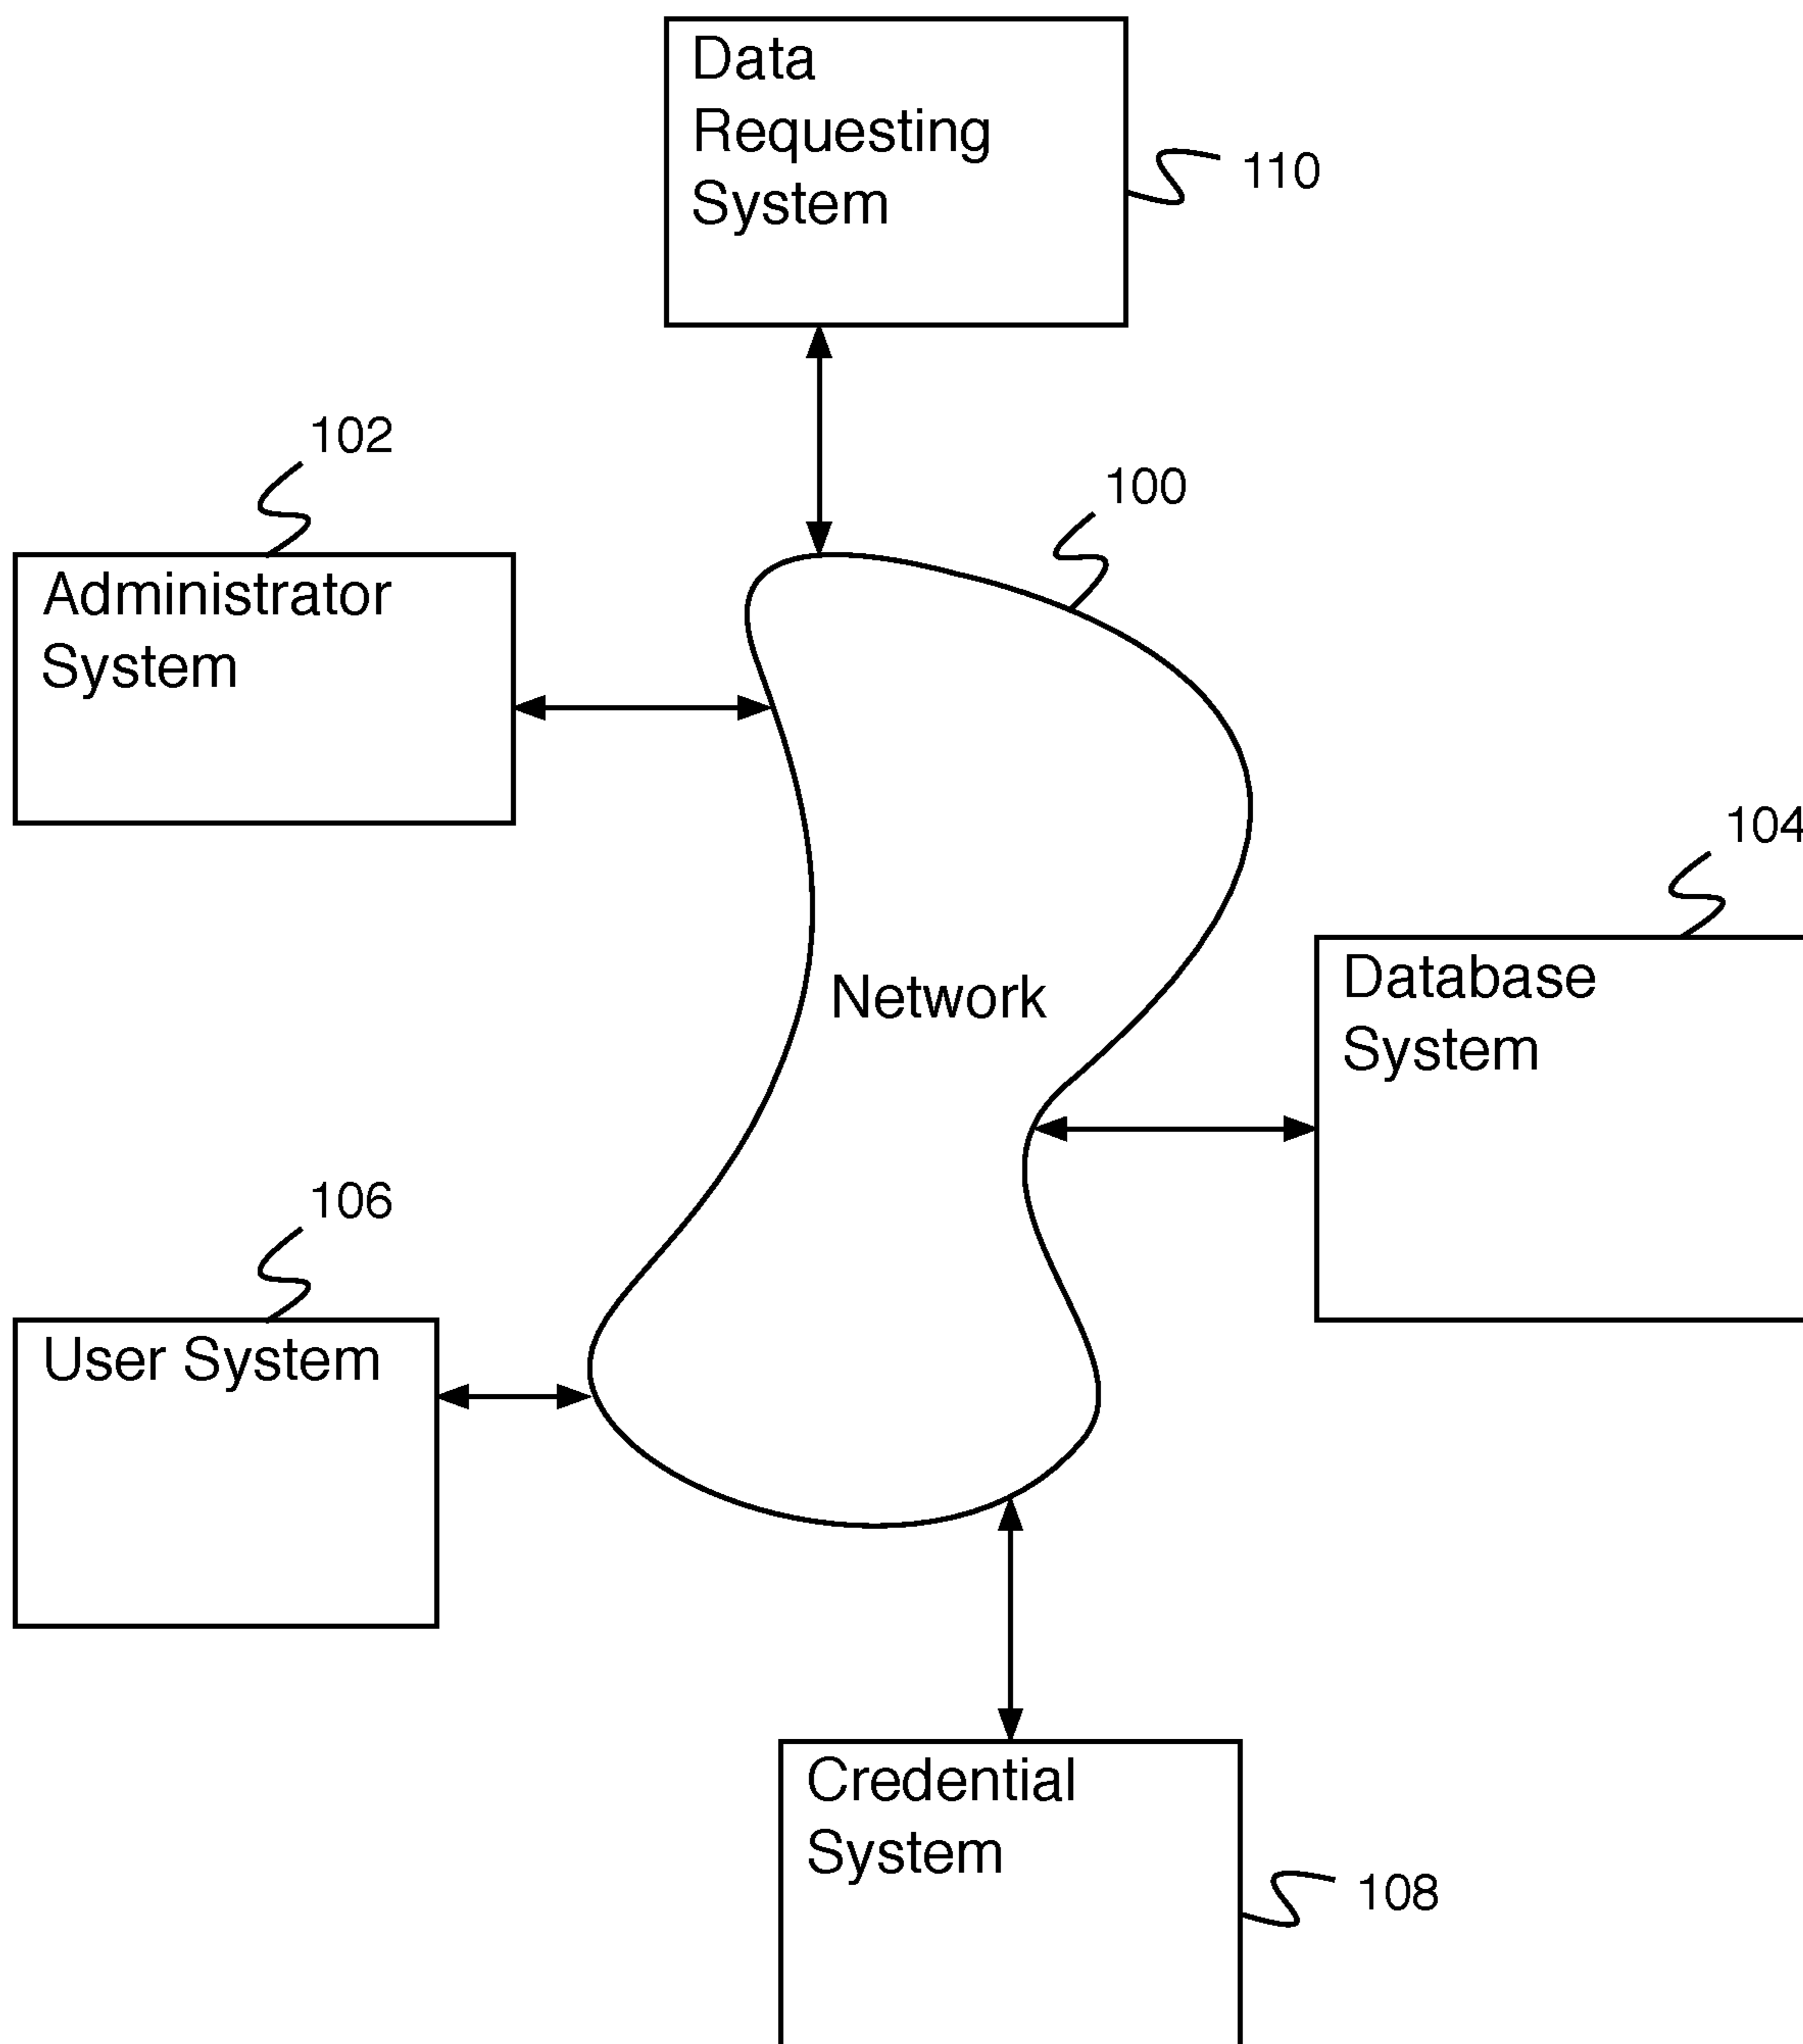 Data
Requesting
System
110
102
100
Administrator
System
104
Network
Database
System
106
User System
Credential
System
108